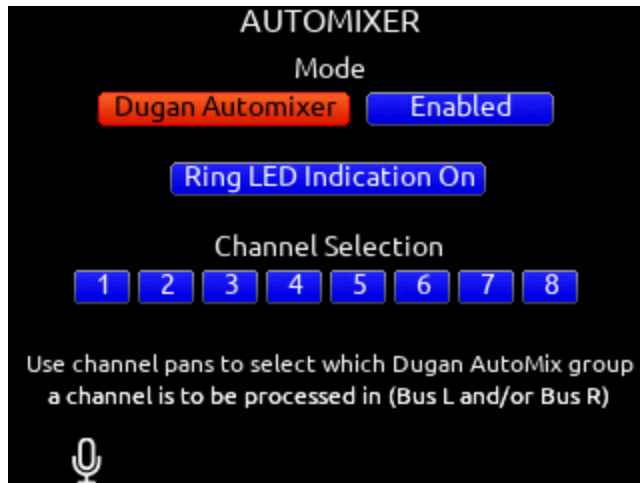 AUTOMIXER
Mode
Dugan Automixer Enabled
Ring LED Indication On
Channel Selection
1 2 3 4 5 6 7 8
Use channel pans to select which Dugan AutoMix group
a channel is to be processed in (Bus L and/or Bus R)